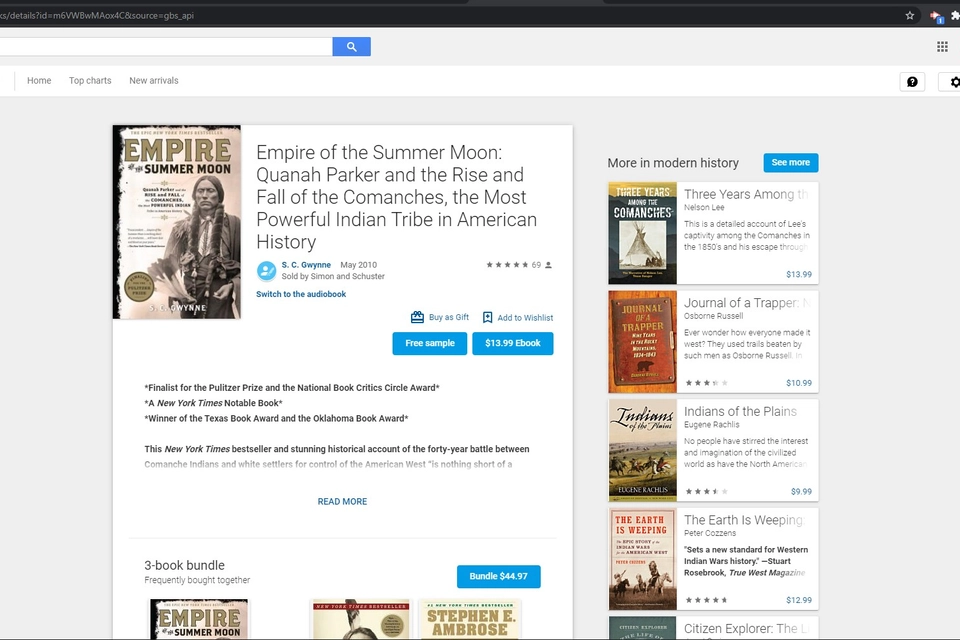 ks/details?id=m6VWBwMAox4C&source=gbs_api
Home
Top charts
New arrivals
THE EPIC NEW YORK TIMES BESTSELLER
EMPIRE
of the SUMMER MOON
Quanah Parker and the
RISE and FALL
of the COMANCHES,
the Most
POWERFUL INDIAN
Tribe in American
History
S. C. GWYNNE
Empire of the Summer Moon:
Quanah Parker and the Rise and
Fall of the Comanches, the Most
Powerful Indian Tribe in American
History
S. C. Gwynne May 2010
Sold by Simon and Schuster
69
Switch to the audiobook
Buy as Gift
Add to Wishlist
Free sample
$13.99 Ebook
*Finalist for the Pulitzer Prize and the National Book Critics Circle Award*
*A New York Times Notable Book*
*Winner of the Texas Book Award and the Oklahoma Book Award*
This New York Times bestseller and stunning historical account of the forty-year battle between
Comanche Indians and white settlers for control of the American West "is nothing short of a
READ MORE
3-book bundle
Frequently bought together
Bundle $44.97
EMPIRE
of the SUMMER MOON
NEW YORK TIMES BESTSELLER
#1 NEW YORK TIMES BESTSELLER
STEPHEN E.
AMBROSE
More in modern history
See more
THREE YEARS
AMONG the
COMANCHES
Three Years Among th
Nelson Lee
This is a detailed account of Lee's
captivity among the Comanches in
the 1850's and his escape through
$13.99
JOURNAL
OF A
TRAPPER
NINE YEARS
IN THE ROCKY
MOUNTAINS,
1834-1843
OSBORNE RUSSELL
Journal of a Trapper: N
Osborne Russell
Ever wonder how everyone made it
west? They used trails beaten by
such men as Osborne Russell. In
$10.99
Indians
of the Plains
EUGENE RACHLIS
Indians of the Plains
Eugene Rachlis
No people have stirred the interest
and imagination of the civilized
world as have the North American
$9.99
THE EARTH
IS WEEPING
The EPIC STORY of the
INDIAN WARS
for the AMERICAN WEST
PETER COZZENS
The Earth Is Weeping:
Peter Cozzens
"Sets a new standard for Western
Indian Wars history." —Stuart
Rosebrook, True West Magazine
$12.99
CITIZEN EXPLORER
Citizen Explorer: The Li